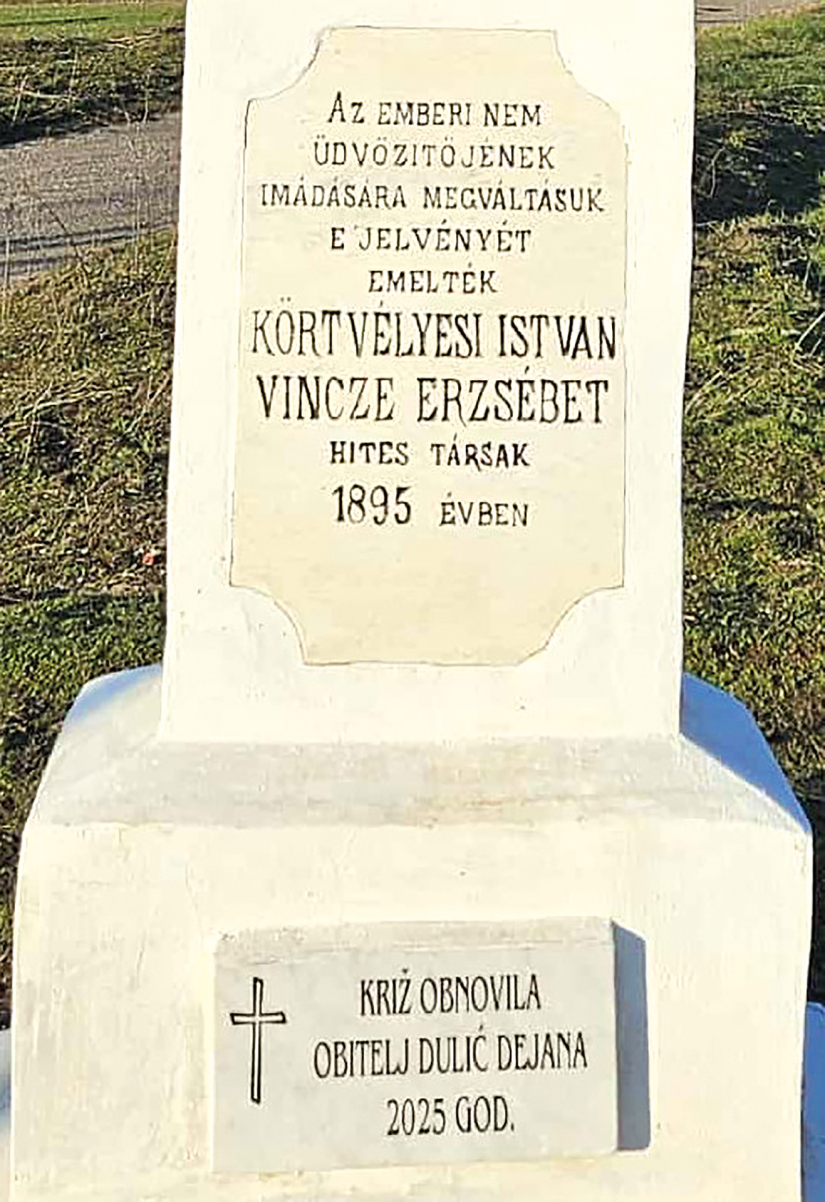 AZ EMBERI NEM
ÜDVÖZITÖJÉNEK
IMÁDÁSÁRA MEGVÁLTÁSUK
E JELVÉNYÉT
EMELTÉK
KÖRTVÉLYESI ISTVAN
VINCZE ERZSÉBET
HITES TÁRSAK
1895 ÉVBEN
KRIŽ OBNOVILA
OBITELJ DULIĆ DEJANA
2025 GOD.